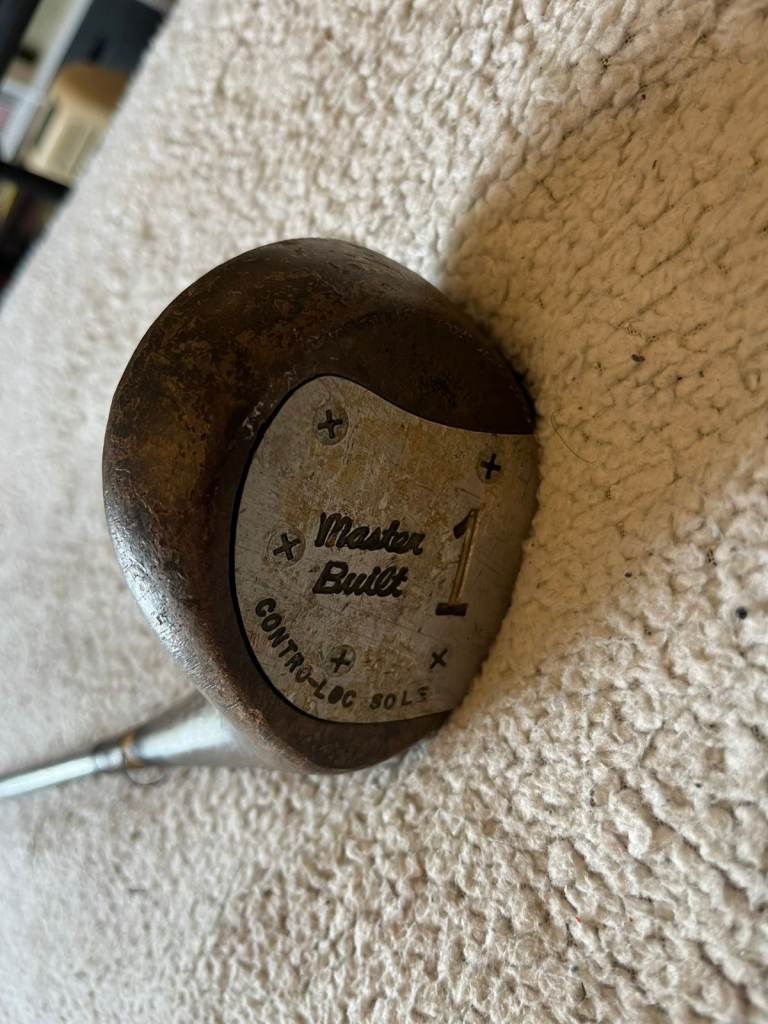 Master
Built
1
CONTRO-LOC SOLE